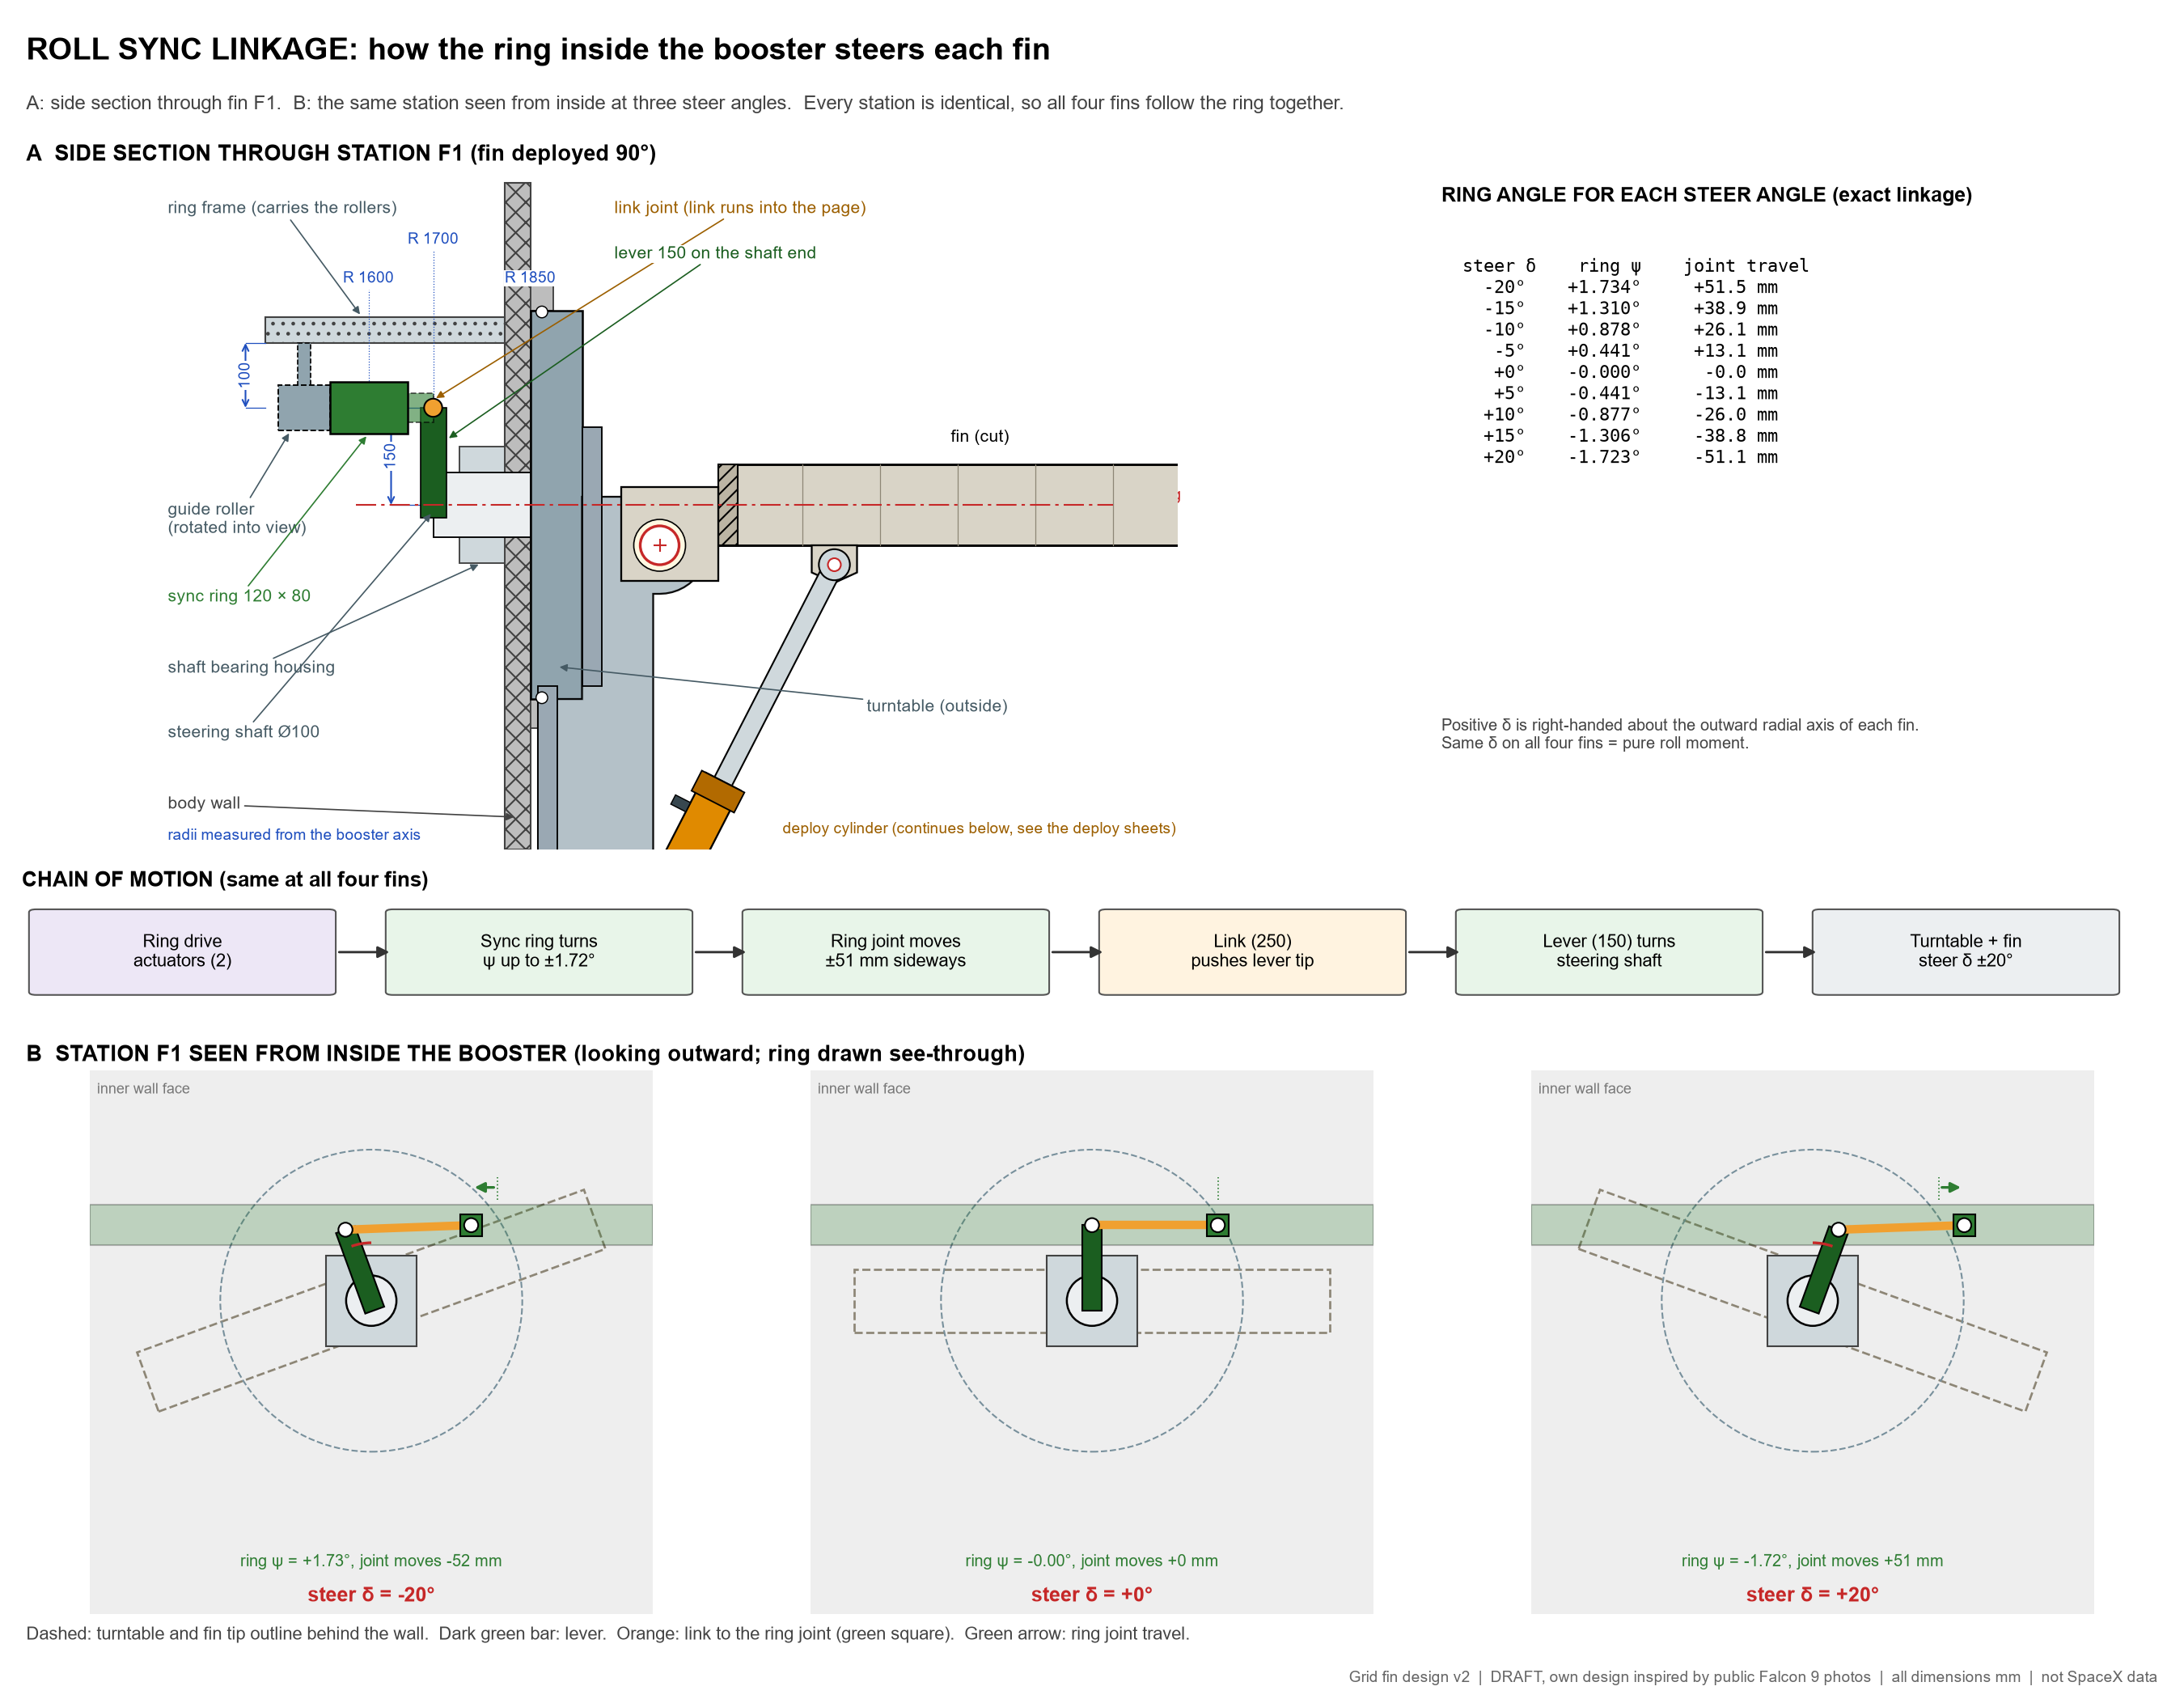 ROLL SYNC LINKAGE: how the ring inside the booster steers each fin
A: side section through fin F1.  B: the same station seen from inside at three steer angles.  Every station is identical, so all four fins follow the ring together.
A  SIDE SECTION THROUGH STATION F1 (fin deployed 90°)
ring frame (carries the rollers)
link joint (link runs into the page)
R 1700
lever 150 on the shaft end
R 1600
R 1850
100
150
fin (cut)
guide roller
(rotated into view)
sync ring 120 × 80
shaft bearing housing
turntable (outside)
steering shaft Ø100
body wall
radii measured from the booster axis
deploy cylinder (continues below, see the deploy sheets)
RING ANGLE FOR EACH STEER ANGLE (exact linkage)
steer δ    ring ψ    joint travel
-20°    +1.734°    +51.5 mm
-15°    +1.310°    +38.9 mm
-10°    +0.878°    +26.1 mm
-5°    +0.441°    +13.1 mm
+0°    -0.000°    -0.0 mm
+5°    -0.441°    -13.1 mm
+10°    -0.877°    -26.0 mm
+15°    -1.306°    -38.8 mm
+20°    -1.723°    -51.1 mm
Positive δ is right-handed about the outward radial axis of each fin.
Same δ on all four fins = pure roll moment.
CHAIN OF MOTION (same at all four fins)
Ring drive
actuators (2)
Sync ring turns
ψ up to ±1.72°
Ring joint moves
±51 mm sideways
Link (250)
pushes lever tip
Lever (150) turns
steering shaft
Turntable + fin
steer δ ±20°
B  STATION F1 SEEN FROM INSIDE THE BOOSTER (looking outward; ring drawn see-through)
inner wall face
ring ψ = +1.73°, joint moves -52 mm
steer δ = -20°
inner wall face
ring ψ = -0.00°, joint moves +0 mm
steer δ = +0°
inner wall face
ring ψ = -1.72°, joint moves +51 mm
steer δ = +20°
Dashed: turntable and fin tip outline behind the wall.  Dark green bar: lever.  Orange: link to the ring joint (green square).  Green arrow: ring joint travel.
Grid fin design v2  |  DRAFT, own design inspired by public Falcon 9 photos  |  all dimensions mm  |  not SpaceX data